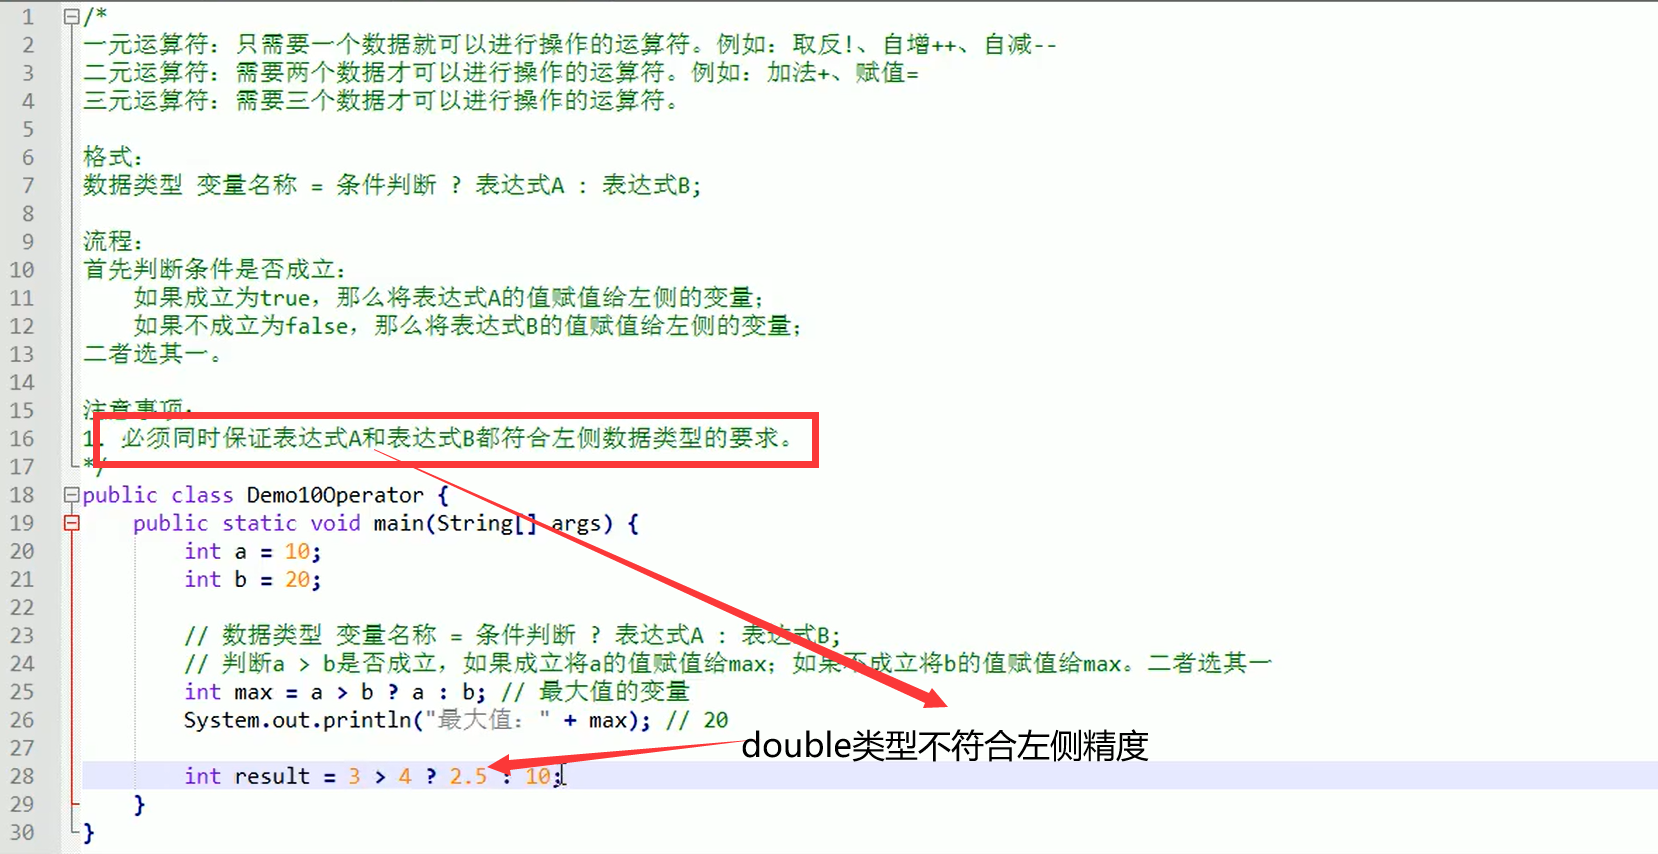 1 /*
2 一元运算符：只需要一个数据就可以进行操作的运算符。例如：取反!、自增++、自减--
3 二元运算符：需要两个数据才可以进行操作的运算符。例如：加法+、赋值=
4 三元运算符：需要三个数据才可以进行操作的运算符。
5
6 格式：
7 数据类型 变量名称 = 条件判断 ? 表达式A : 表达式B;
8
9 流程：
10 首先判断条件是否成立：
11 如果成立为true，那么将表达式A的值赋值给左侧的变量；
12 如果不成立为false，那么将表达式B的值赋值给左侧的变量；
13 二者选其一。
14
15 注意事项：
16 1. 必须同时保证表达式A和表达式B都符合左侧数据类型的要求。
17 */
18 public class Demo10Operator {
19 public static void main(String[] args) {
20 int a = 10;
21 int b = 20;
22
23 // 数据类型 变量名称 = 条件判断 ? 表达式A : 表达式B;
24 // 判断a > b是否成立，如果成立将a的值赋值给max；如果不成立将b的值赋值给max。二者选其一
25 int max = a > b ? a : b; // 最大值的变量
26 System.out.println("最大值：" + max); // 20
27
double类型不符合左侧精度
28 int result = 3 > 4 ? 2.5 : 10;
29 }
30 }